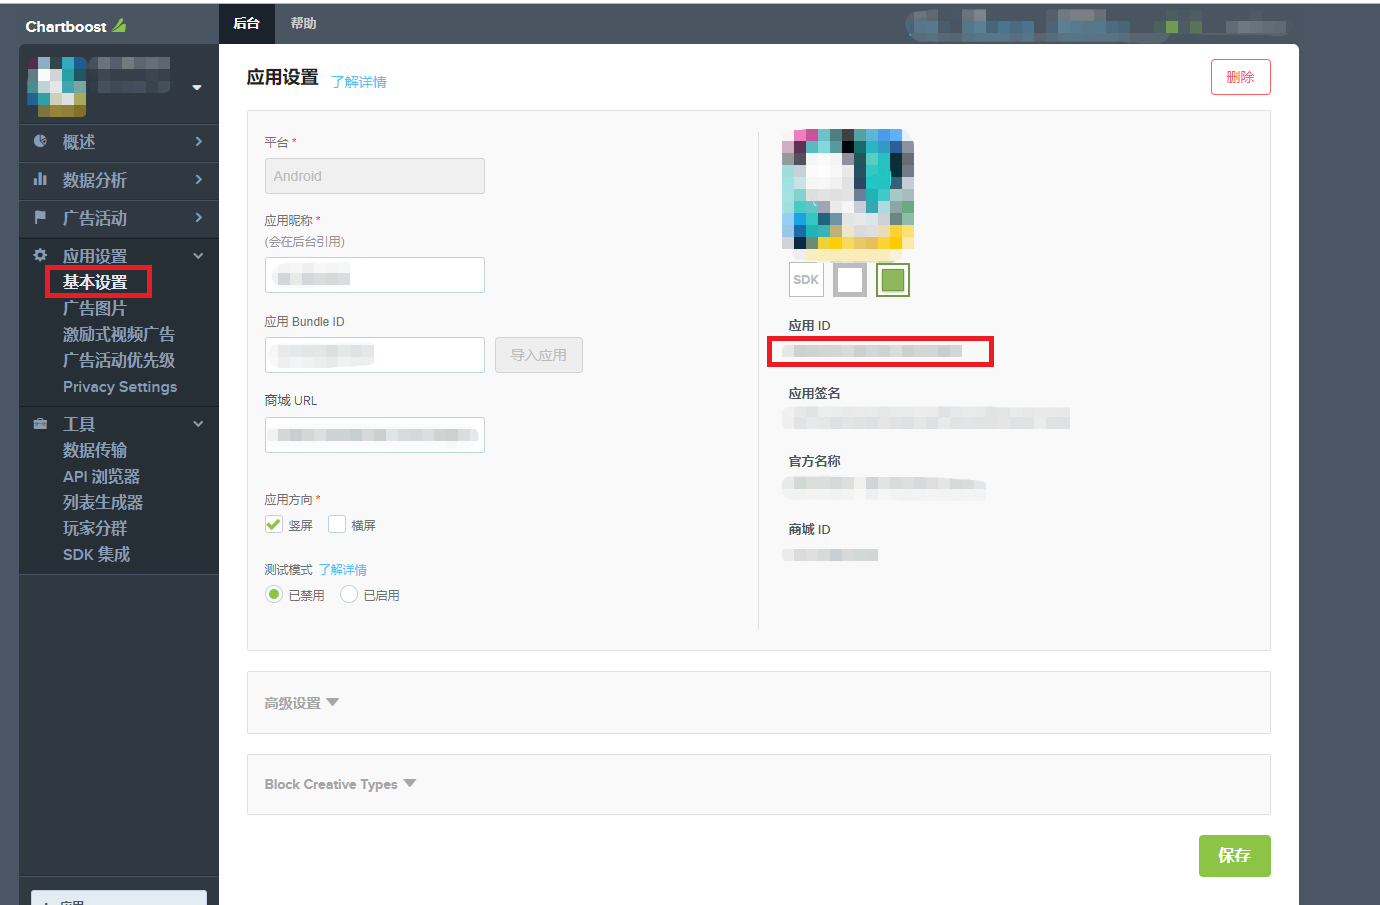 Chartboost
后台
帮助
概述
数据分析
广告活动
应用设置
基本设置
广告图片
激励式视频广告
广告活动优先级
Privacy Settings
工具
数据传输
API 浏览器
列表生成器
玩家分群
SDK 集成
应用设置 了解详情
删除
平台 *
Android
应用昵称 *
(会在后台引用)
应用 Bundle ID
导入应用
商城 URL
应用方向 *
竖屏 横屏
测试模式 了解详情
已禁用 已启用
SDK
应用 ID
应用签名
官方名称
商城 ID
高级设置
Block Creative Types
保存